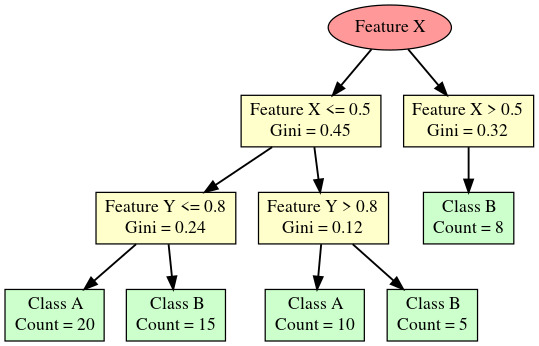 Feature X
Feature X <= 0.5
Gini = 0.45
Feature X > 0.5
Gini = 0.32
Feature Y <= 0.8
Gini = 0.24
Feature Y > 0.8
Gini = 0.12
Class B
Count = 8
Class A
Count = 20
Class B
Count = 15
Class A
Count = 10
Class B
Count = 5